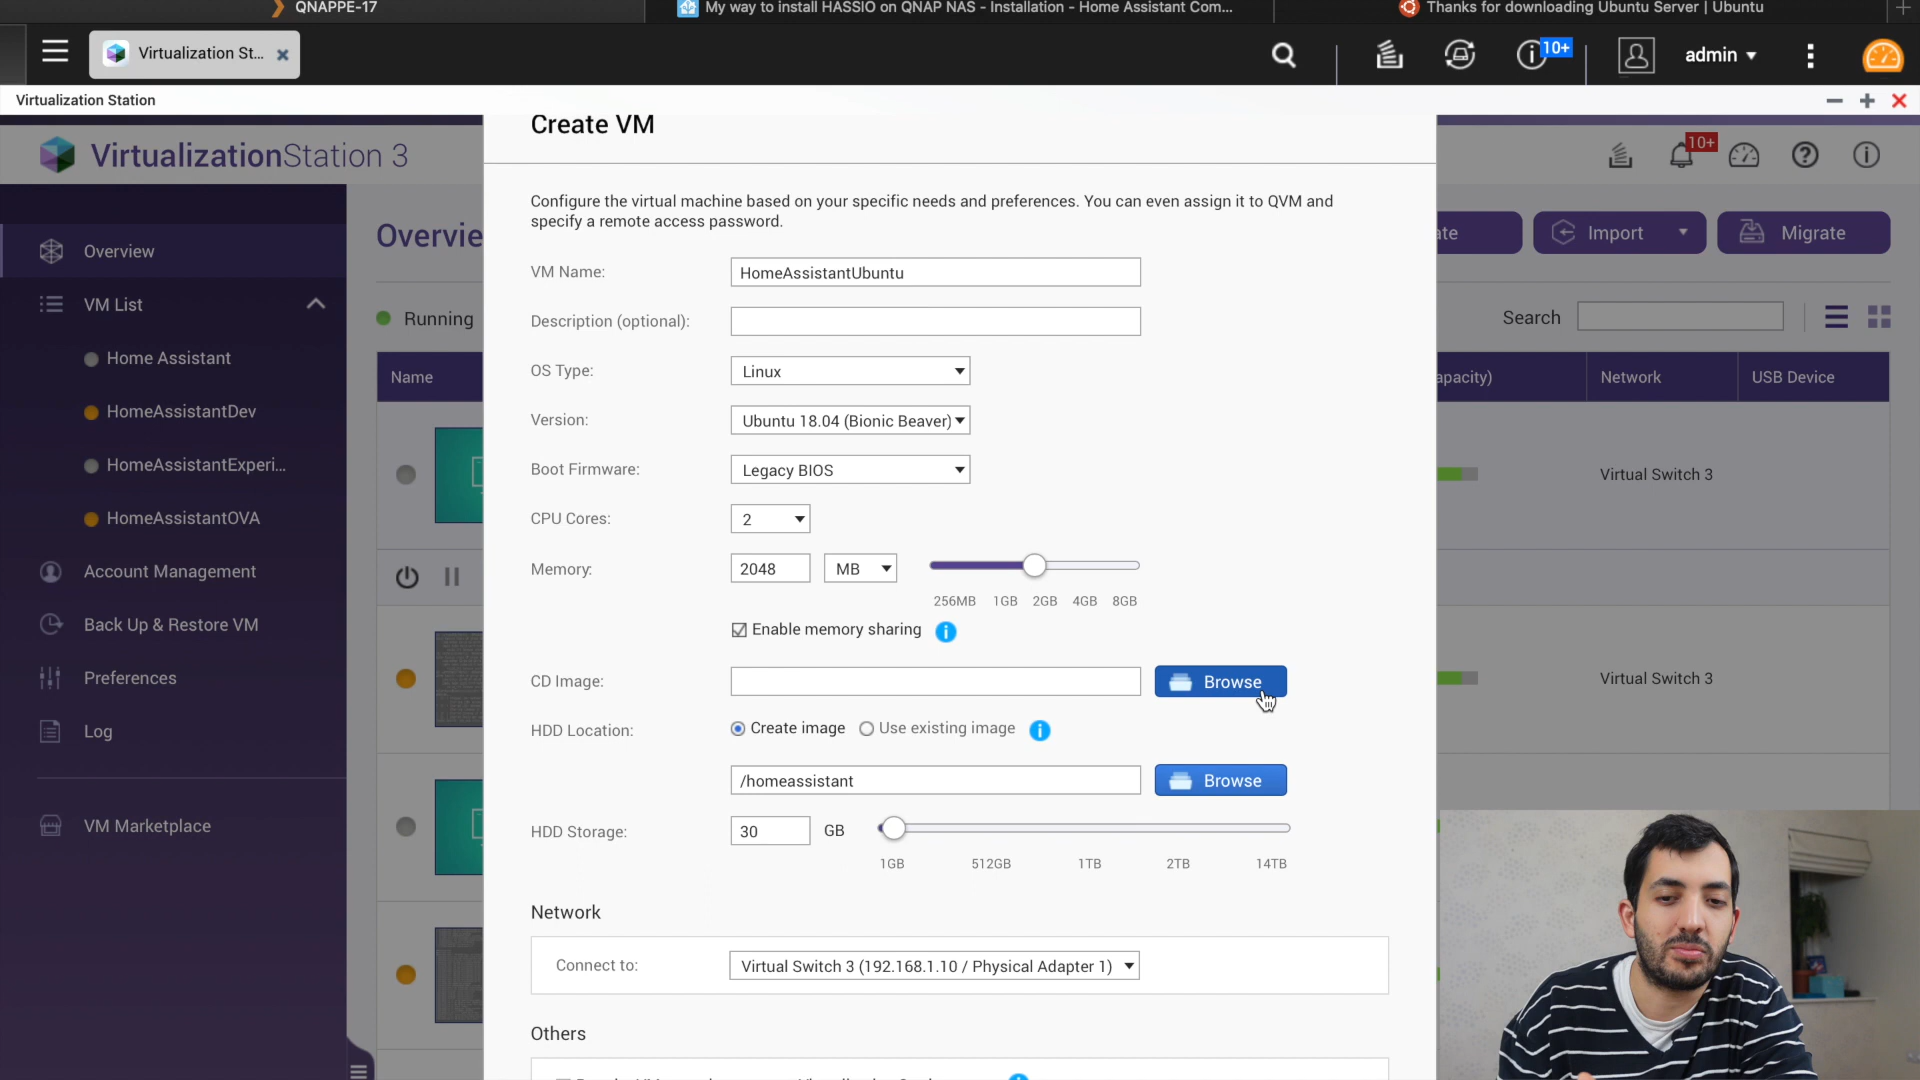 QNAPPE-17
My way to install HASSIO on QNAP NAS - Installation - Home Assistant Com...
Thanks for downloading Ubuntu Server | Ubuntu
Virtualization St...
10+
admin
Virtualization Station
VirtualizationStation 3
10+
Create VM
Configure the virtual machine based on your specific needs and preferences. You can even assign it to QVM and
specify a remote access password.
Overview
VM List
Home Assistant
HomeAssistantDev
HomeAssistantExperi...
HomeAssistantOVA
Account Management
Back Up & Restore VM
Preferences
Log
VM Marketplace
Overvie
Running
Name
VM Name:
HomeAssistantUbuntu
Description (optional):
OS Type:
Linux
Version:
Ubuntu 18.04 (Bionic Beaver)
Boot Firmware:
Legacy BIOS
CPU Cores:
2
Memory:
2048
MB
256MB 1GB 2GB 4GB 8GB
Enable memory sharing
CD Image:
Browse
HDD Location:
Create image
Use existing image
/homeassistant
Browse
HDD Storage:
30
GB
1GB 512GB 1TB 2TB 14TB
Network
Connect to:
Virtual Switch 3 (192.168.1.10 / Physical Adapter 1)
Others
ate
Import
Migrate
Search
apacity)
Network
USB Device
Virtual Switch 3
Virtual Switch 3